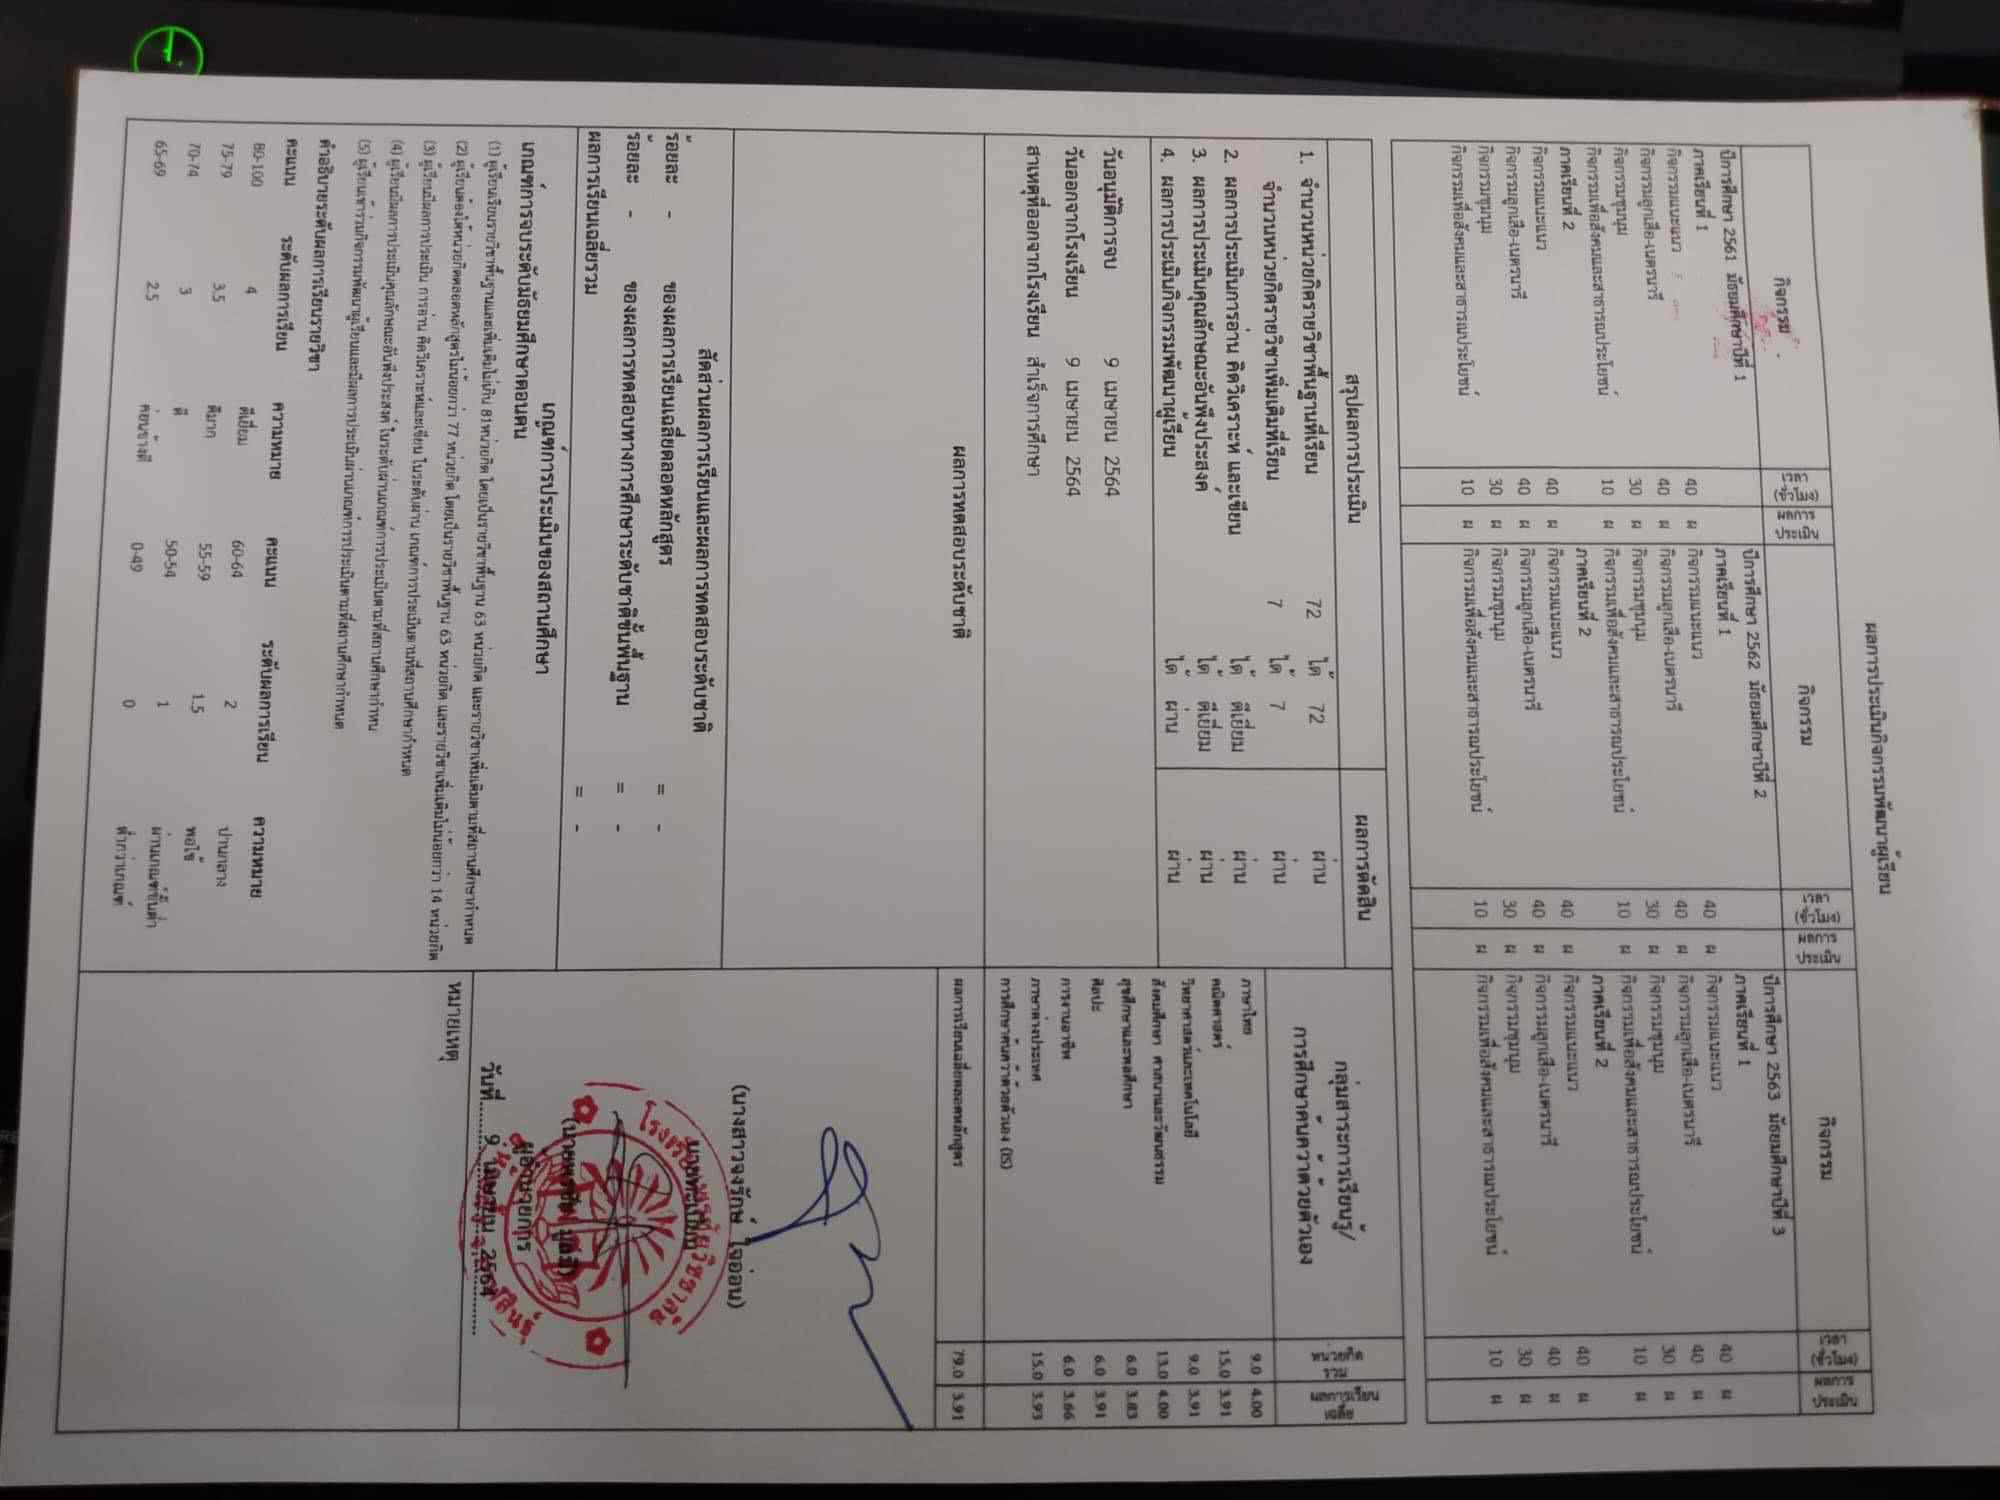 ผลการประเมินกิจกรรมพัฒนาผู้เรียน
กิจกรรม
เวลา (ชั่วโมง)
ผลการประเมิน
ปีการศึกษา 2561 มัธยมศึกษาปีที่ 1
ภาคเรียนที่ 1
กิจกรรมแนะแนว 40 ผ
กิจกรรมลูกเสือ-เนตรนารี 40 ผ
กิจกรรมชุมนุม 30 ผ
กิจกรรมเพื่อสังคมและสาธารณประโยชน์ 10 ผ
ภาคเรียนที่ 2
กิจกรรมแนะแนว 40 ผ
กิจกรรมลูกเสือ-เนตรนารี 40 ผ
กิจกรรมชุมนุม 30 ผ
กิจกรรมเพื่อสังคมและสาธารณประโยชน์ 10 ผ
กิจกรรม
เวลา (ชั่วโมง)
ผลการประเมิน
ปีการศึกษา 2562 มัธยมศึกษาปีที่ 2
ภาคเรียนที่ 1
กิจกรรมแนะแนว 40 ผ
กิจกรรมลูกเสือ-เนตรนารี 40 ผ
กิจกรรมชุมนุม 30 ผ
กิจกรรมเพื่อสังคมและสาธารณประโยชน์ 10 ผ
ภาคเรียนที่ 2
กิจกรรมแนะแนว 40 ผ
กิจกรรมลูกเสือ-เนตรนารี 40 ผ
กิจกรรมชุมนุม 30 ผ
กิจกรรมเพื่อสังคมและสาธารณประโยชน์ 10 ผ
กิจกรรม
เวลา (ชั่วโมง)
ผลการประเมิน
ปีการศึกษา 2563 มัธยมศึกษาปีที่ 3
ภาคเรียนที่ 1
กิจกรรมแนะแนว 40 ผ
กิจกรรมลูกเสือ-เนตรนารี 40 ผ
กิจกรรมชุมนุม 30 ผ
กิจกรรมเพื่อสังคมและสาธารณประโยชน์ 10 ผ
ภาคเรียนที่ 2
กิจกรรมแนะแนว 40 ผ
กิจกรรมลูกเสือ-เนตรนารี 40 ผ
กิจกรรมชุมนุม 30 ผ
กิจกรรมเพื่อสังคมและสาธารณประโยชน์ 10 ผ
สรุปผลการประเมิน ผลการตัดสิน
1. จำนวนหน่วยกิตรายวิชาพื้นฐานที่เรียน 72 ได้ 72 ผ่าน
จำนวนหน่วยกิตรายวิชาเพิ่มเติมที่เรียน 7 ได้ 7 ผ่าน
2. ผลการประเมินการอ่าน คิดวิเคราะห์ และเขียน ได้ ดีเยี่ยม ผ่าน
3. ผลการประเมินคุณลักษณะอันพึงประสงค์ ได้ ดีเยี่ยม ผ่าน
4. ผลการประเมินกิจกรรมพัฒนาผู้เรียน ได้ ผ่าน ผ่าน
วันอนุมัติการจบ 9 เมษายน 2564
วันออกจากโรงเรียน 9 เมษายน 2564
สาเหตุที่ออกจากโรงเรียน สำเร็จการศึกษา
ผลการทดสอบระดับชาติ
สัดส่วนผลการเรียนและผลการทดสอบระดับชาติ
ร้อยละ - ของผลการเรียนเฉลี่ยตลอดหลักสูตร = -
ร้อยละ - ของผลการทดสอบทางการศึกษาระดับชาติขั้นพื้นฐาน = -
ผลการเรียนเฉลี่ยรวม = -
เกณฑ์การประเมินของสถานศึกษา
เกณฑ์การจบระดับมัธยมศึกษาตอนต้น
(1) ผู้เรียนเรียนรายวิชาพื้นฐานและเพิ่มเติมไม่เกิน 81หน่วยกิต โดยเป็นรายวิชาพื้นฐาน 63 หน่วยกิต และรายวิชาเพิ่มเติมตามที่สถานศึกษากำหนด
(2) ผู้เรียนต้องได้หน่วยกิตตลอดหลักสูตรไม่น้อยกว่า 77 หน่วยกิต โดยเป็นรายวิชาพื้นฐาน 63 หน่วยกิต และรายวิชาเพิ่มเติมไม่น้อยกว่า 14 หน่วยกิต
(3) ผู้เรียนมีผลการประเมิน การอ่าน คิดวิเคราะห์และเขียน ในระดับผ่าน เกณฑ์การประเมินตามที่สถานศึกษากำหนด
(4) ผู้เรียนมีผลการประเมินคุณลักษณะอันพึงประสงค์ ในระดับผ่านเกณฑ์การประเมินตามที่สถานศึกษากำหน
(5) ผู้เรียนเข้าร่วมกิจกรรมพัฒนาผู้เรียนและมีผลการประเมินผ่านเกณฑ์การประเมินตามที่สถานศึกษากำหนด
คำอธิบายระดับผลการเรียนรายวิชา
คะแนน ระดับผลการเรียน ความหมาย คะแนน ระดับผลการเรียน ความหมาย
80-100 4 ดีเยี่ยม 60-64 2 ปานกลาง
75-79 3.5 ดีมาก 55-59 1.5 พอใช้
70-74 3 ดี 50-54 1 ผ่านเกณฑ์ขั้นต่ำ
65-69 2.5 ค่อนข้างดี 0-49 0 ต่ำกว่าเกณฑ์
กลุ่มสาระการเรียนรู้/
การศึกษาค้นคว้าด้วยตัวเอง
หน่วยกิตรวม
ผลการเรียนเฉลี่ย
ภาษาไทย 9.0 4.00
คณิตศาสตร์ 15.0 3.91
วิทยาศาสตร์และเทคโนโลยี 9.0 3.91
สังคมศึกษา ศาสนาและวัฒนธรรม 13.0 4.00
สุขศึกษาและพลศึกษา 6.0 3.83
ศิลปะ 6.0 3.91
การงานอาชีพ 6.0 3.66
ภาษาต่างประเทศ 15.0 3.93
การศึกษาค้นคว้าด้วยตัวเอง (IS)
ผลการเรียนเฉลี่ยตลอดหลักสูตร 79.0 3.91
(นางสาวจงรักษ์ ใจอ่อน)
นายทะเบียน
ผู้อำนวยการ
วันที่ 9 เมษายน 2564
หมายเหตุ